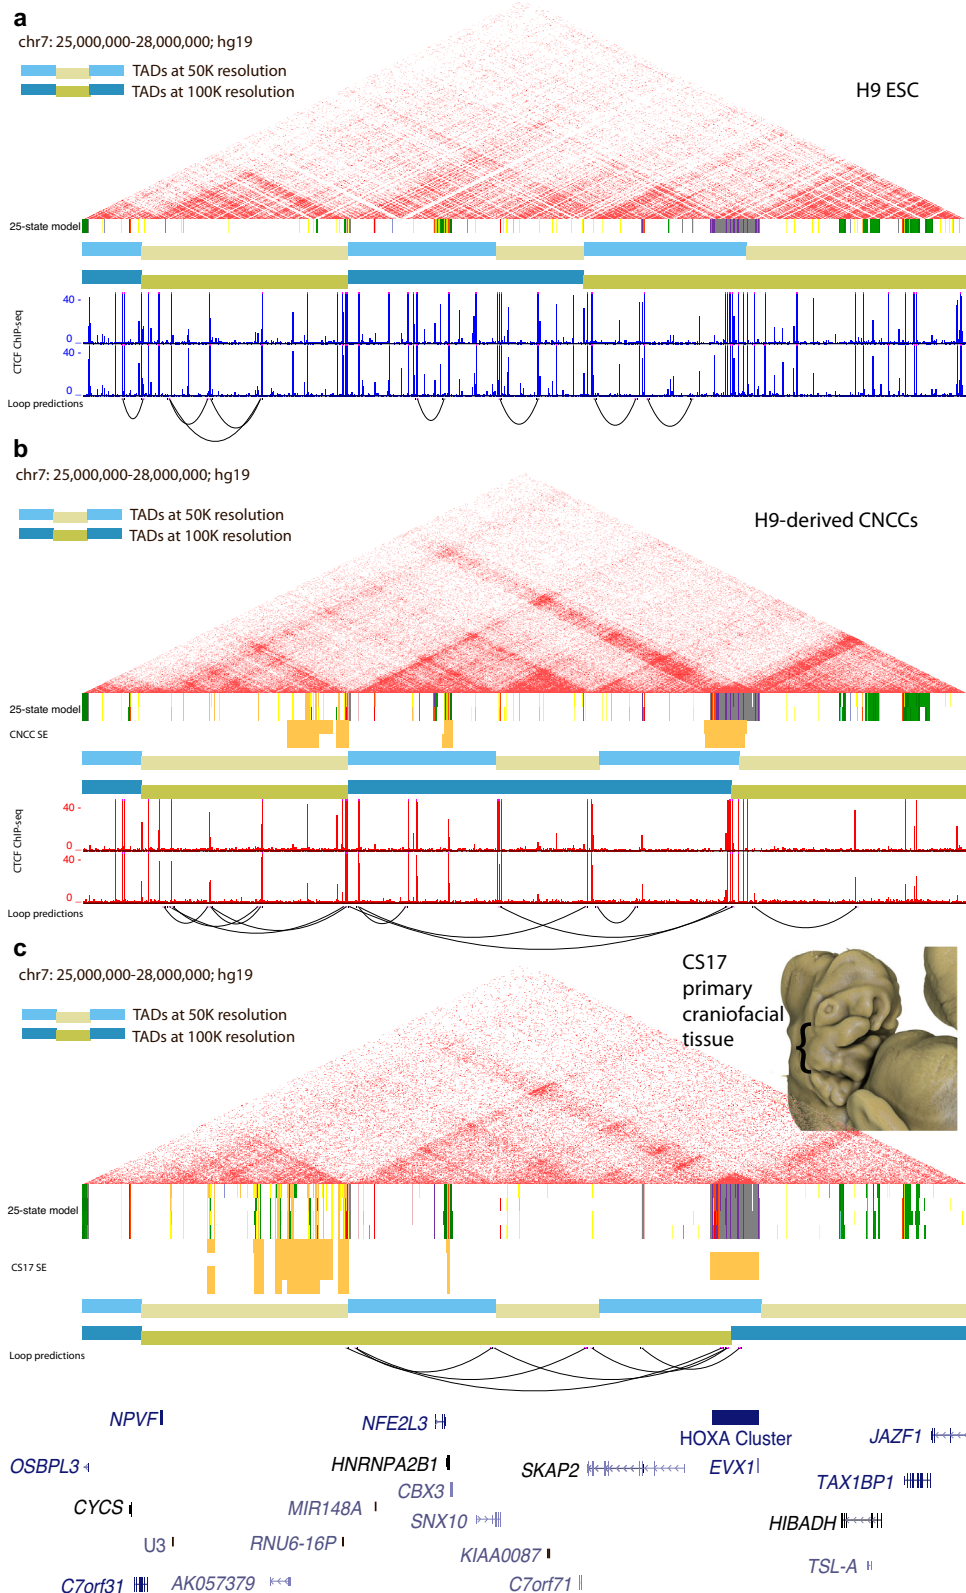 a
chr7: 25,000,000-28,000,000; hg19
TADs at 50K resolution
TADs at 100K resolution
H9 ESC
25-state model
CTCF ChIP-seq
40 -
0
40
0
Loop predictions
b
chr7: 25,000,000-28,000,000; hg19
TADs at 50K resolution
TADs at 100K resolution
H9-derived CNCCs
25-state model
CNCC SE
CTCF ChIP-seq
40 -
0
40
0
Loop predictions
c
chr7: 25,000,000-28,000,000; hg19
TADs at 50K resolution
TADs at 100K resolution
CS17
primary
craniofacial
tissue
{
25-state model
CS17 SE
Loop predictions
NPVF
NFE2L3
HOXA Cluster
JAZF1
OSBPL3
HNRNPA2B1
SKAP2
EVX1
CBX3
TAX1BP1
CYCS
MIR148A
SNX10
HIBADH
U3
RNU6-16P
KIAA0087
TSL-A
C7orf31
AK057379
C7orf71